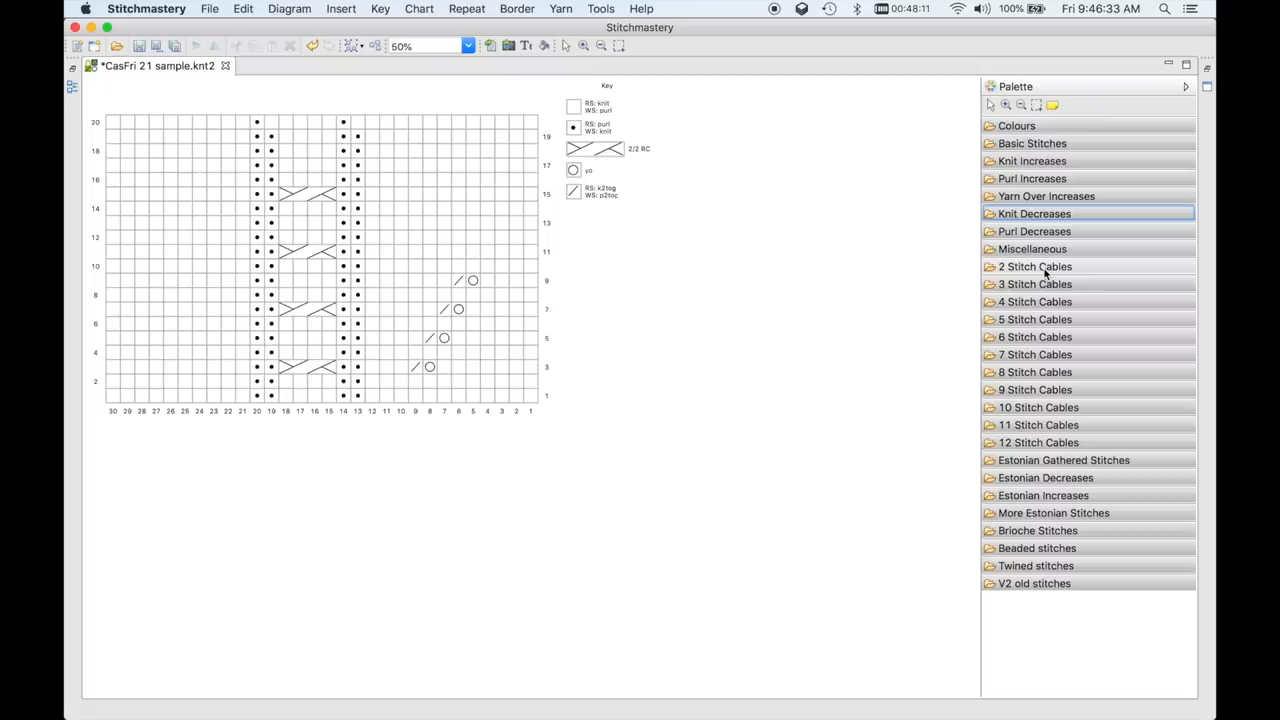 Stitchmastery File Edit Diagram Insert Key Chart Repeat Border Yarn Tools Help 00:48:11 100% Fri 9:46:33 AM
Stitchmastery
50%
*CasFri 21 sample.knt2
Palette
Colours
Basic Stitches
Knit Increases
Purl Increases
Yarn Over Increases
Knit Decreases
Purl Decreases
Miscellaneous
2 Stitch Cables
3 Stitch Cables
4 Stitch Cables
5 Stitch Cables
6 Stitch Cables
7 Stitch Cables
8 Stitch Cables
9 Stitch Cables
10 Stitch Cables
11 Stitch Cables
12 Stitch Cables
Estonian Gathered Stitches
Estonian Decreases
Estonian Increases
More Estonian Stitches
Brioche Stitches
Beaded stitches
Twined stitches
V2 old stitches
Key
RS: knit
WS: purl
RS: purl
WS: knit
2/2 RC
yo
RS: k2tog
WS: p2tog
20
19
18
17
16
15
14
13
12
11
10
9
8
7
6
5
4
3
2
1
30 29 28 27 26 25 24 23 22 21 20 19 18 17 16 15 14 13 12 11 10 9 8 7 6 5 4 3 2 1